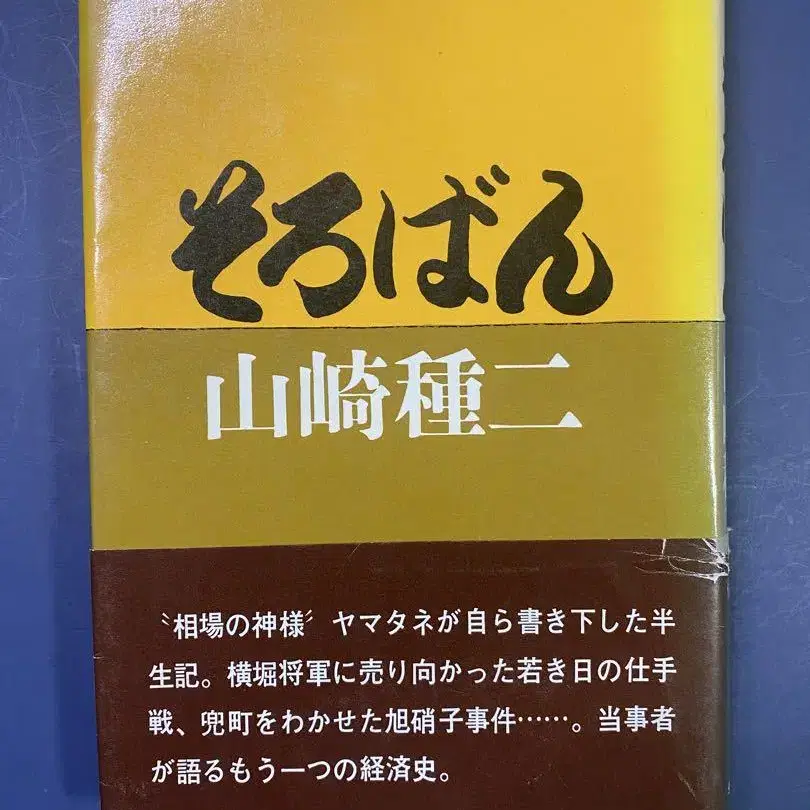 そろばん
山崎種二
〝相場の神様〞ヤマタネが自ら書き下した半
生記。横堀将軍に売り向かった若き日の仕手
戦、兜町をわかせた旭硝子事件……。当事者
が語るもう一つの経済史。